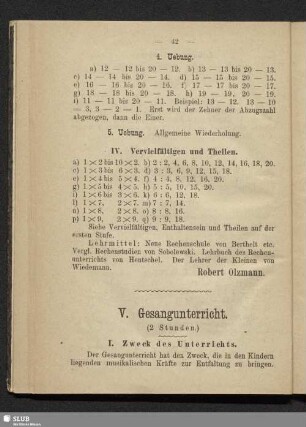 — 42 —
4. Uebung.
a) 12 — 12 bis 20 — 12. b) 13 — 13 bis 20 — 13.
c) 14 — 14 bis 20 — 14. d) 15 — 15 bis 20 — 15.
e) 16 — 16 bis 20 — 16. f) 17 — 17 bis 20 — 17.
g) 18 — 18 bis 20 — 18. h) 19 — 19, 20 — 19.
i) 11 — 11 bis 20 — 11. Beispiel: 13 — 12. 13 — 10
= 3, 3 — 2 = 1. Erst wird der Zehner der Abzugszahl
abgezogen, dann die Einer.
5. Uebung. Allgemeine Wiederholung.
IV. Vervielfältigen und Theilen.
a) 1 × 2 bis 10 × 2. b) 2 : 2, 4, 6, 8, 10, 12, 14, 16, 18, 20.
c) 1 × 3 bis 6 × 3. d) 3 : 3, 6, 9, 12, 15, 18.
e) 1 × 4 bis 5 × 4. f) 4 : 4, 8, 12, 16, 20.
g) 1 × 5 bis 4 × 5. h) 5 : 5, 10, 15, 20.
i) 1 × 6 bis 3 × 6. k) 6 : 6, 12, 18.
l) 1 × 7, 2 × 7. m) 7 : 7, 14.
n) 1 × 8, 2 × 8. o) 8 : 8, 16.
p) 1 × 9, 2 × 9. q) 9 : 9, 18.
Siehe Vervielfältigen, Enthaltensein und Theilen auf der
ersten Stufe.
Lehrmittel: Neue Rechenschule von Berthelt etc.
Vergl. Rechenstudien von Sobolewski. Lehrbuch des Rechen-
unterrichts von Hentschel. Der Lehrer der Kleinen von
Wiedemann.
Robert Olzmann.
V. Gesangunterricht.
(2 Stunden.)
I. Zweck des Unterrichts.
Der Gesangunterricht hat den Zweck, die in den Kindern
liegenden musikalischen Kräfte zur Entfaltung zu bringen.
SLUB